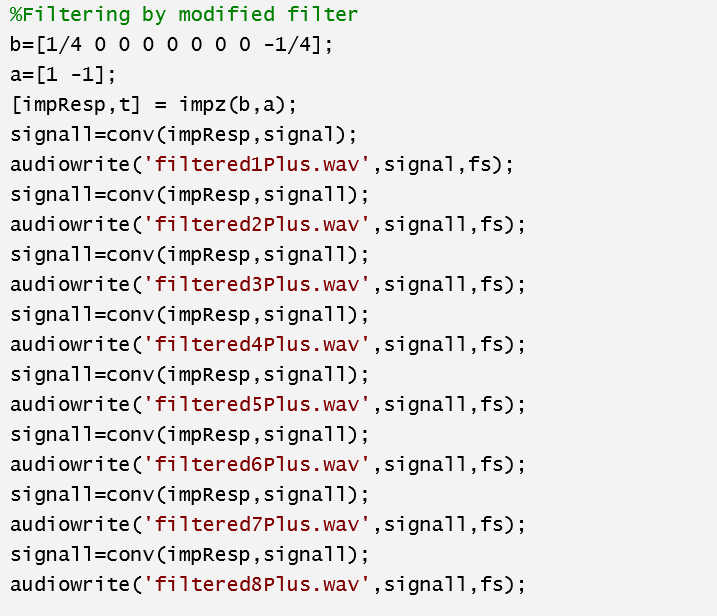 %Filtering by modified filter
b=[1/4 0 0 0 0 0 0 0 -1/4];
a=[1 -1];
[impResp,t] = impz(b,a);
signall=conv(impResp,signal);
audiowrite('filtered1Plus.wav',signal,fs);
signall=conv(impResp,signall);
audiowrite('filtered2Plus.wav',signall,fs);
signall=conv(impResp,signall);
audiowrite('filtered3Plus.wav',signall,fs);
signall=conv(impResp,signall);
audiowrite('filtered4Plus.wav',signall,fs);
signall=conv(impResp,signall);
audiowrite('filtered5Plus.wav',signall,fs);
signall=conv(impResp,signall);
audiowrite('filtered6Plus.wav',signall,fs);
signall=conv(impResp,signall);
audiowrite('filtered7Plus.wav',signall,fs);
signall=conv(impResp,signall);
audiowrite('filtered8Plus.wav',signall,fs);